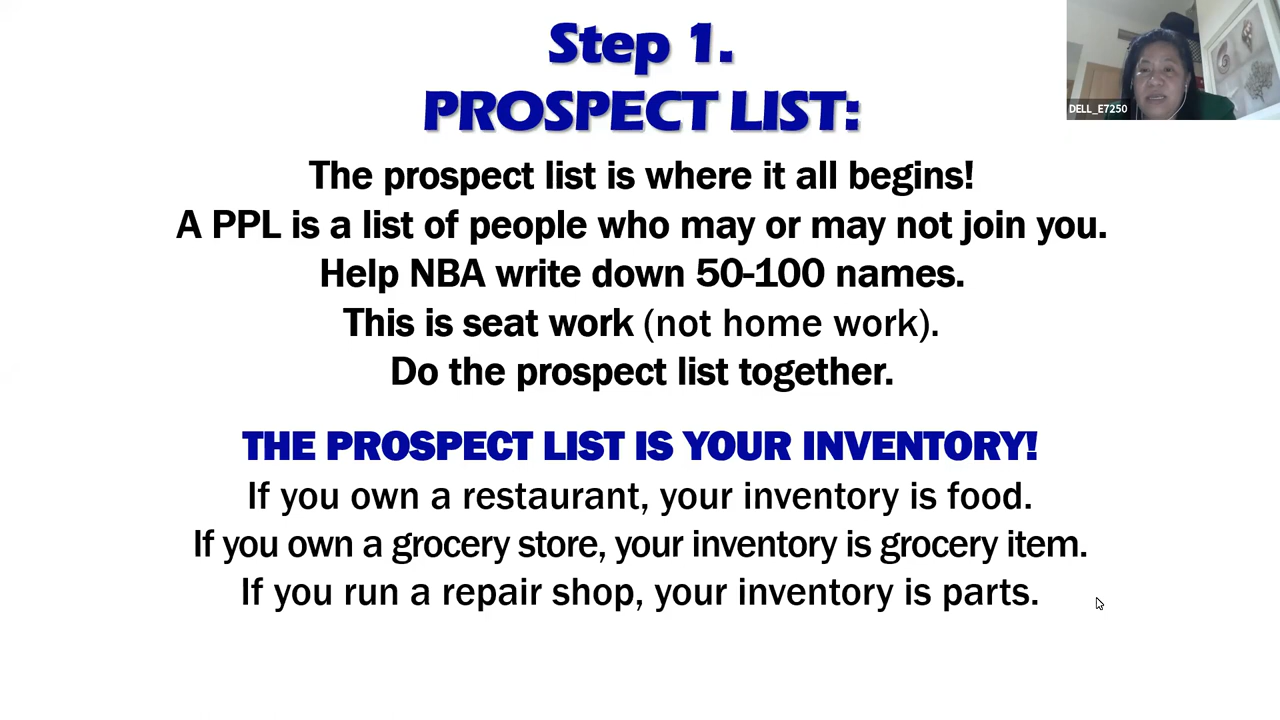 Step 1.
PROSPECT LIST:
DELL_E7250
The prospect list is where it all begins!
A PPL is a list of people who may or may not join you.
Help NBA write down 50-100 names.
This is seat work (not home work).
Do the prospect list together.
THE PROSPECT LIST IS YOUR INVENTORY!
If you own a restaurant, your inventory is food.
If you own a grocery store, your inventory is grocery item.
If you run a repair shop, your inventory is parts.